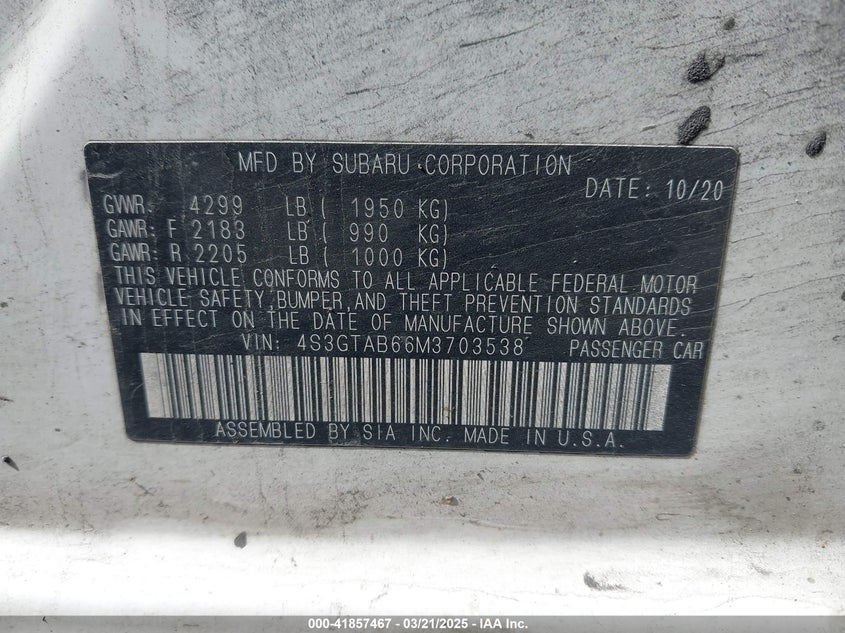 MFD BY SUBARU CORPORATION
DATE: 10/20
GVWR: 4299 LB ( 1950 KG)
GAWR: F 2183 LB ( 990 KG)
GAWR: R 2205 LB ( 1000 KG)
THIS VEHICLE CONFORMS TO ALL APPLICABLE FEDERAL MOTOR
VEHICLE SAFETY, BUMPER, AND THEFT PREVENTION STANDARDS
IN EFFECT ON THE DATE OF MANUFACTURE SHOWN ABOVE.
VIN: 4S3GTAB66M3703538 PASSENGER CAR
ASSEMBLED BY SIA INC. MADE IN U.S.A.
000-41857467 - 03/21/2025 - IAA Inc.